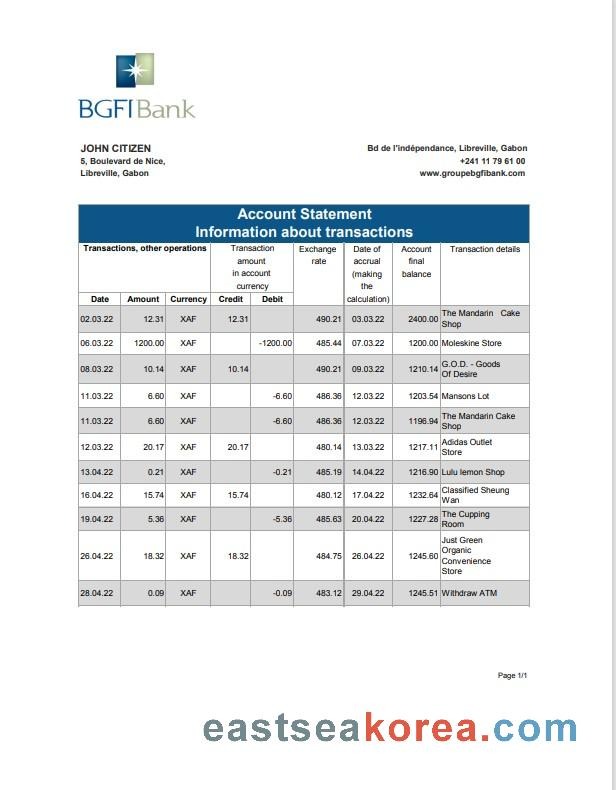 BGFIBank
JOHN CITIZEN
5, Boulevard de Nice,
Libreville, Gabon
Bd de l'indépendance, Libreville, Gabon
+241 11 79 61 00
www.groupebgfibank.com
Account Statement
Information about transactions
Transactions, other operations
Transaction
amount
in account
currency
Exchange
rate
Date of
accrual
(making
the
calculation)
Account
final
balance
Transaction details
Date Amount Currency Credit Debit
02.03.22 12.31 XAF 12.31 490.21 03.03.22 2400.00 The Mandarin Cake
Shop
06.03.22 1200.00 XAF -1200.00 485.44 07.03.22 1200.00 Moleskine Store
08.03.22 10.14 XAF 10.14 490.21 09.03.22 1210.14 G.O.D. - Goods
Of Desire
11.03.22 6.60 XAF -6.60 486.36 12.03.22 1203.54 Mansons Lot
11.03.22 6.60 XAF -6.60 486.36 12.03.22 1196.94 The Mandarin Cake
Shop
12.03.22 20.17 XAF 20.17 480.14 13.03.22 1217.11 Adidas Outlet
Store
13.04.22 0.21 XAF -0.21 485.19 14.04.22 1216.90 Lulu lemon Shop
16.04.22 15.74 XAF 15.74 480.12 17.04.22 1232.64 Classified Sheung
Wan
19.04.22 5.36 XAF -5.36 485.63 20.04.22 1227.28 The Cupping
Room
26.04.22 18.32 XAF 18.32 484.75 26.04.22 1245.60 Just Green
Organic
Convenience
Store
28.04.22 0.09 XAF -0.09 483.12 29.04.22 1245.51 Withdraw ATM
Page 1/1
eastseakorea.com